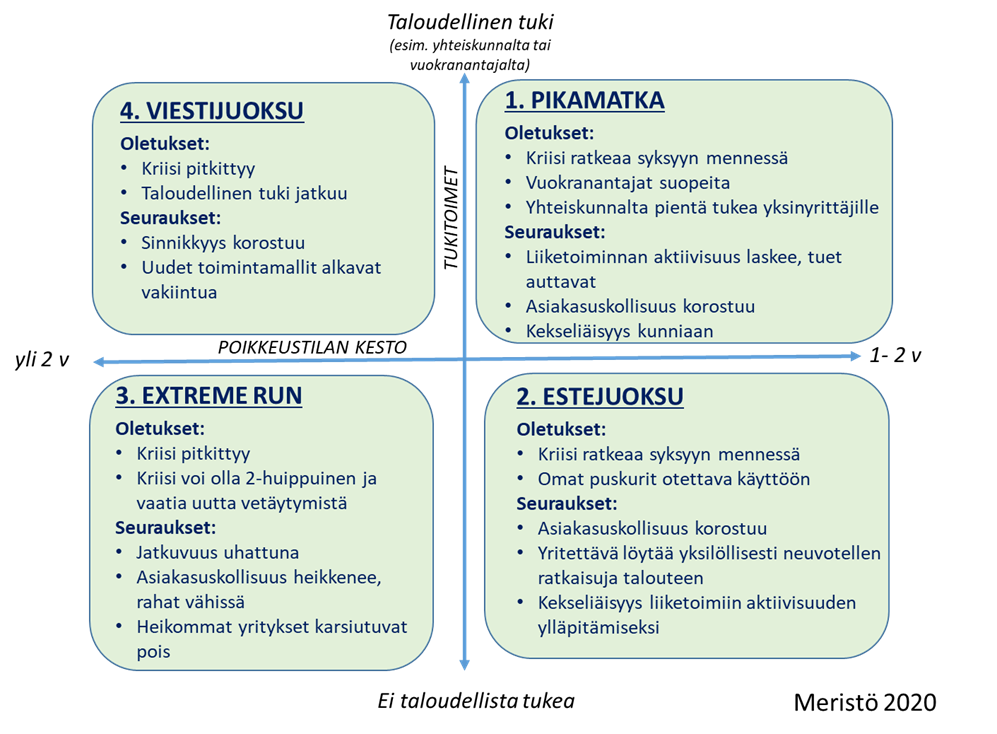 Taloudellinen tuki
(esim. yhteiskunnalta tai
vuokranantajalta)
4. VIESTIJUOKSU
Oletukset:
• Kriisi pitkittyy
• Taloudellinen tuki jatkuu
Seuraukset:
• Sinnikkyys korostuu
• Uudet toimintamallit alkavat
vakiintua
TUKITOIMET
1. PIKAMATKA
Oletukset:
• Kriisi ratkeaa syksyyn mennessä
• Vuokranantajat suopeita
• Yhteiskunnalta pientä tukea yksinyrittäjille
Seuraukset:
• Liiketoiminnan aktiivisuus laskee, tuet
auttavat
• Asiakasuskollisuus korostuu
• Kekseliäisyys kunniaan
yli 2 v
POIKKEUSTILAN KESTO
1- 2 v
3. EXTREME RUN
Oletukset:
• Kriisi pitkittyy
• Kriisi voi olla 2-huippuinen ja
vaatia uutta vetäytymistä
Seuraukset:
• Jatkuvuus uhattuna
• Asiakasuskollisuus heikkenee,
rahat vähissä
• Heikommat yritykset karsiutuvat
pois
2. ESTEJUOKSU
Oletukset:
• Kriisi ratkeaa syksyyn mennessä
• Omat puskurit otettava käyttöön
Seuraukset:
• Asiakasuskollisuus korostuu
• Yritettävä löytää yksilöllisesti neuvotellen
ratkaisuja talouteen
• Kekseliäisyys liiketoimiin aktiivisuuden
ylläpitämiseksi
Ei taloudellista tukea
Meristö 2020